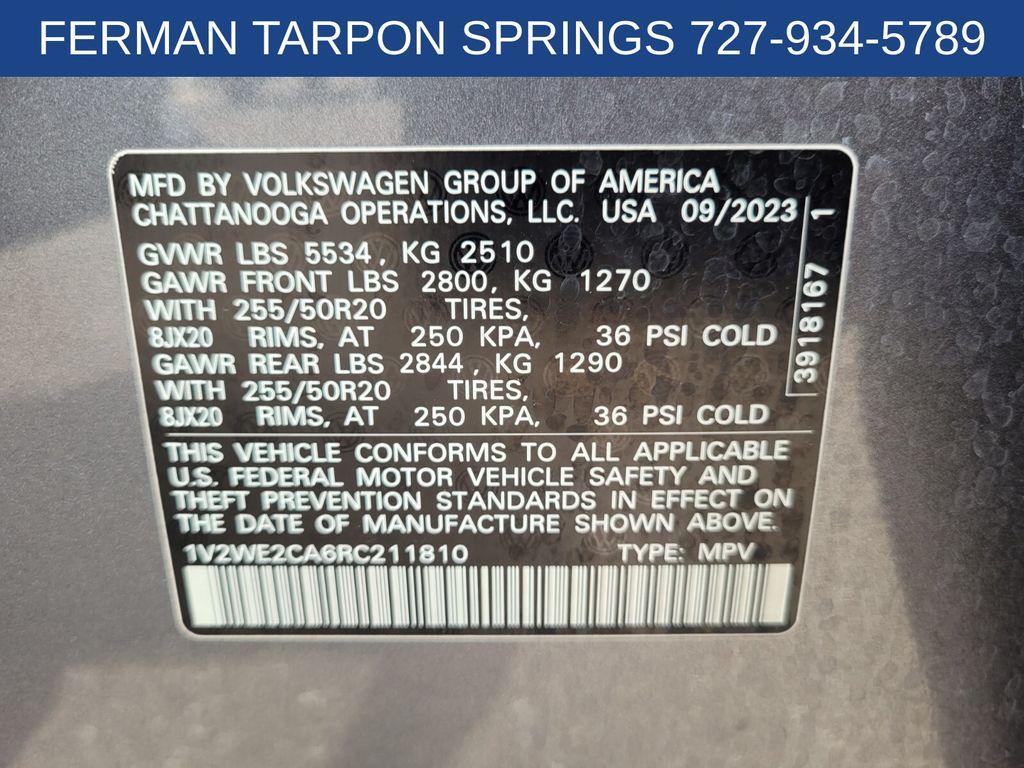 FERMAN TARPON SPRINGS 727-934-5789
MFD BY VOLKSWAGEN GROUP OF AMERICA
CHATTANOOGA OPERATIONS, LLC. USA 09/2023
GVWR LBS 5534, KG 2510
GAWR FRONT LBS 2800, KG 1270
WITH 255/50R20 TIRES,
8JX20 RIMS, AT 250 KPA, 36 PSI COLD
GAWR REAR LBS 2844, KG 1290
WITH 255/50R20 TIRES,
8JX20 RIMS, AT 250 KPA, 36 PSI COLD
3918167 1
THIS VEHICLE CONFORMS TO ALL APPLICABLE
U.S. FEDERAL MOTOR VEHICLE SAFETY AND
THEFT PREVENTION STANDARDS IN EFFECT ON
THE DATE OF MANUFACTURE SHOWN ABOVE.
1V2WE2CA6RC211810 TYPE: MPV